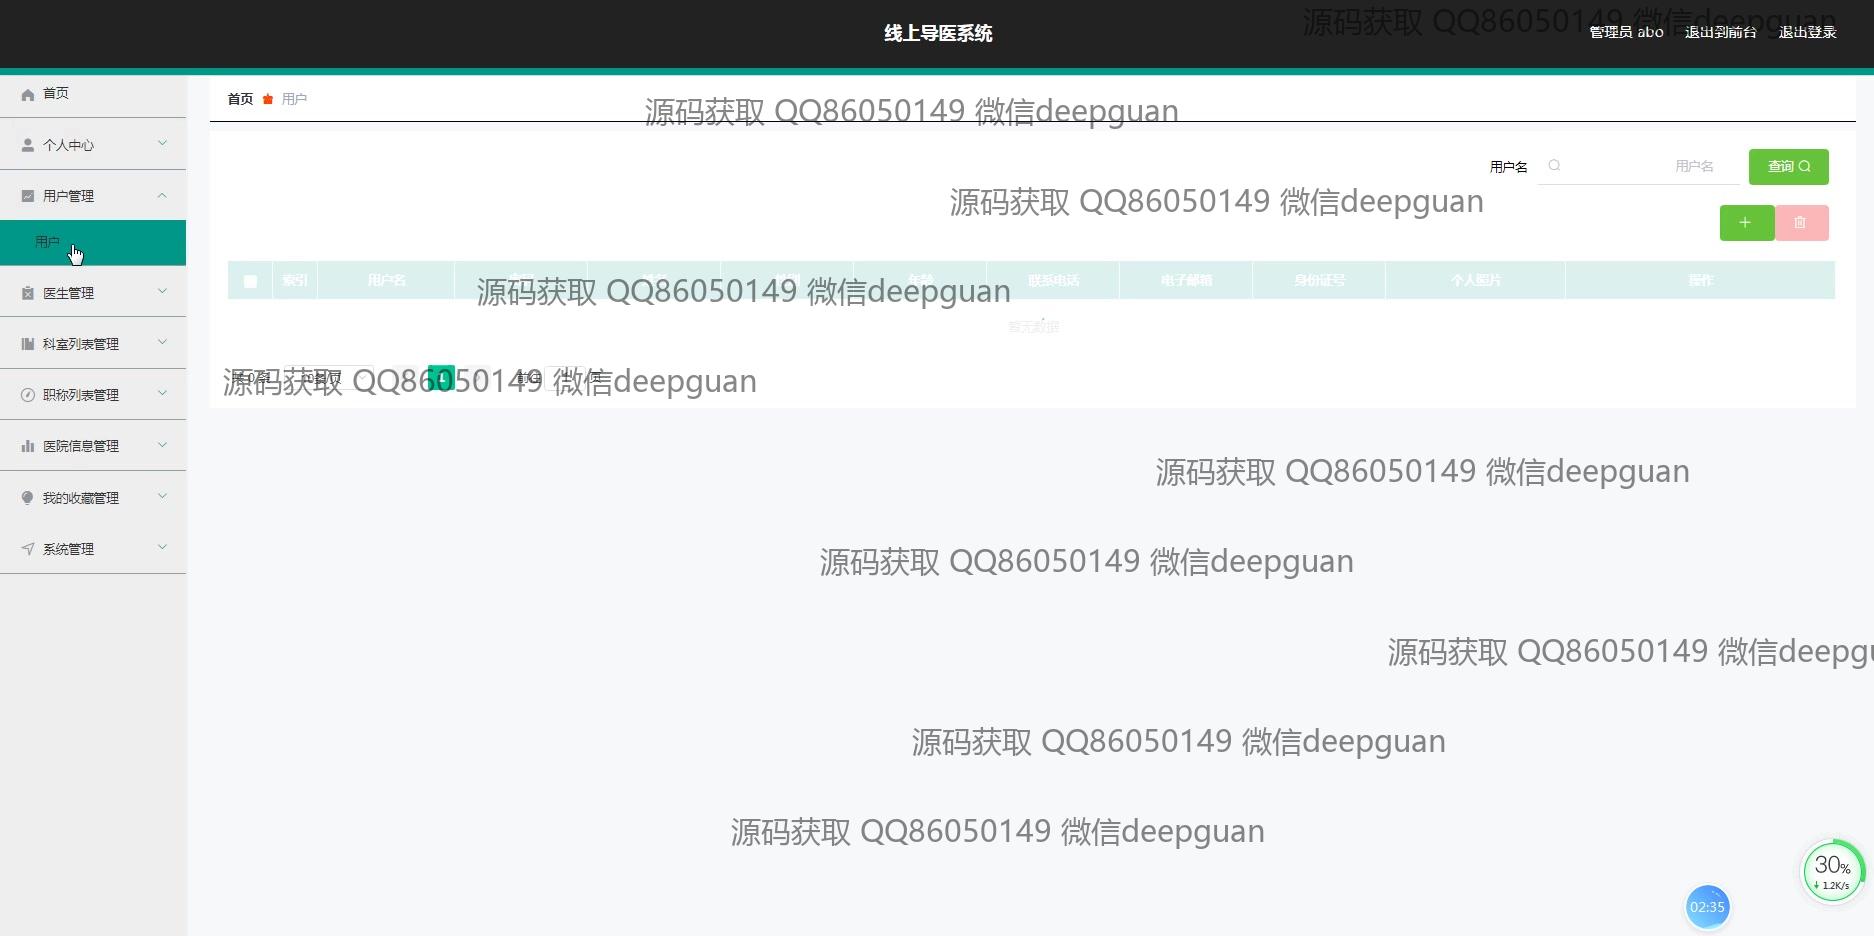 线上导医系统
源码获取 QQ86050149 微信deepguan
管理员 abo 退出到前台 退出登录
首页
个人中心
用户管理
用户
医生管理
科室列表管理
职称列表管理
医院信息管理
我的收藏管理
系统管理
首页 用户
源码获取 QQ86050149 微信deepguan
用户名 用户名 查询
源码获取 QQ86050149 微信deepguan
索引 用户名 年龄 联系电话 电子邮箱 身份证号 个人照片 操作
源码获取 QQ86050149 微信deepguan
暂无数据
1 前往 页
源码获取 QQ86050149 微信deepguan
源码获取 QQ86050149 微信deepguan
源码获取 QQ86050149 微信deepguan
源码获取 QQ86050149 微信deepgu
源码获取 QQ86050149 微信deepguan
源码获取 QQ86050149 微信deepguan
30%
1.2K/s
02:35